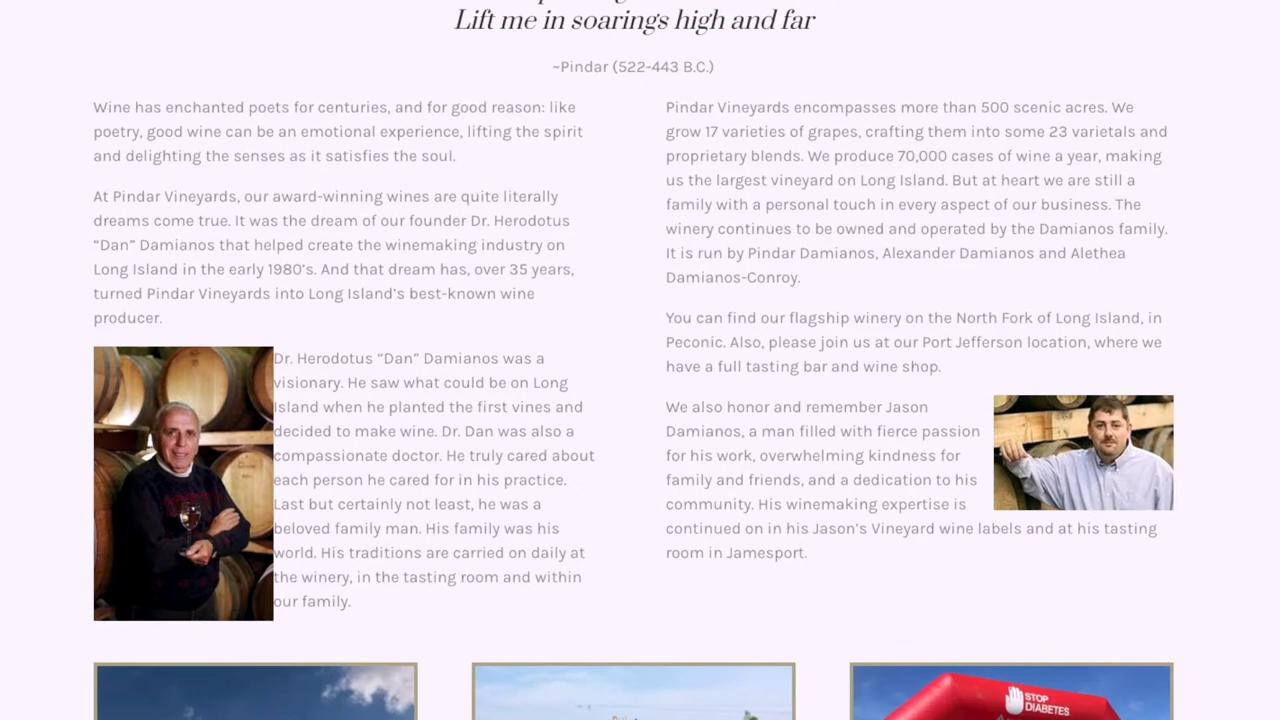 Lift me in soarings high and far
~Pindar (522-443 B.C.)
Wine has enchanted poets for centuries, and for good reason: like
poetry, good wine can be an emotional experience, lifting the spirit
and delighting the senses as it satisfies the soul.
At Pindar Vineyards, our award-winning wines are quite literally
dreams come true. It was the dream of our founder Dr. Herodotus
“Dan” Damianos that helped create the winemaking industry on
Long Island in the early 1980’s. And that dream has, over 35 years,
turned Pindar Vineyards into Long Island’s best-known wine
producer.
Dr. Herodotus “Dan” Damianos was a
visionary. He saw what could be on Long
Island when he planted the first vines and
decided to make wine. Dr. Dan was also a
compassionate doctor. He truly cared about
each person he cared for in his practice.
Last but certainly not least, he was a
beloved family man. His family was his
world. His traditions are carried on daily at
the winery, in the tasting room and within
our family.
Pindar Vineyards encompasses more than 500 scenic acres. We
grow 17 varieties of grapes, crafting them into some 23 varietals and
proprietary blends. We produce 70,000 cases of wine a year, making
us the largest vineyard on Long Island. But at heart we are still a
family with a personal touch in every aspect of our business. The
winery continues to be owned and operated by the Damianos family.
It is run by Pindar Damianos, Alexander Damianos and Alethea
Damianos-Conroy.
You can find our flagship winery on the North Fork of Long Island, in
Peconic. Also, please join us at our Port Jefferson location, where we
have a full tasting bar and wine shop.
We also honor and remember Jason
Damianos, a man filled with fierce passion
for his work, overwhelming kindness for
family and friends, and a dedication to his
community. His winemaking expertise is
continued on in his Jason’s Vineyard wine labels and at his tasting
room in Jamesport.
STOP
DIABETES